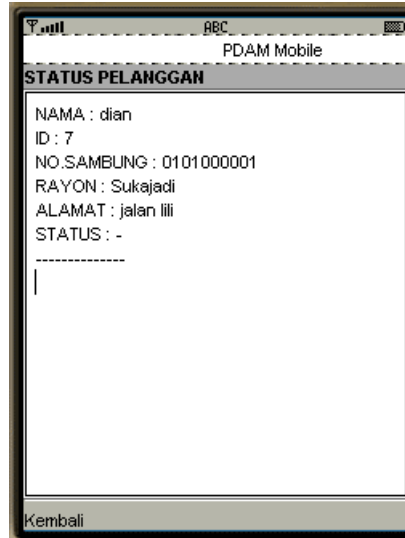 ABC
PDAM Mobile
STATUS PELANGGAN
NAMA : dian
ID : 7
NO.SAMBUNG : 0101000001
RAYON : Sukajadi
ALAMAT : jalan lili
STATUS : -
--------------
Kembali